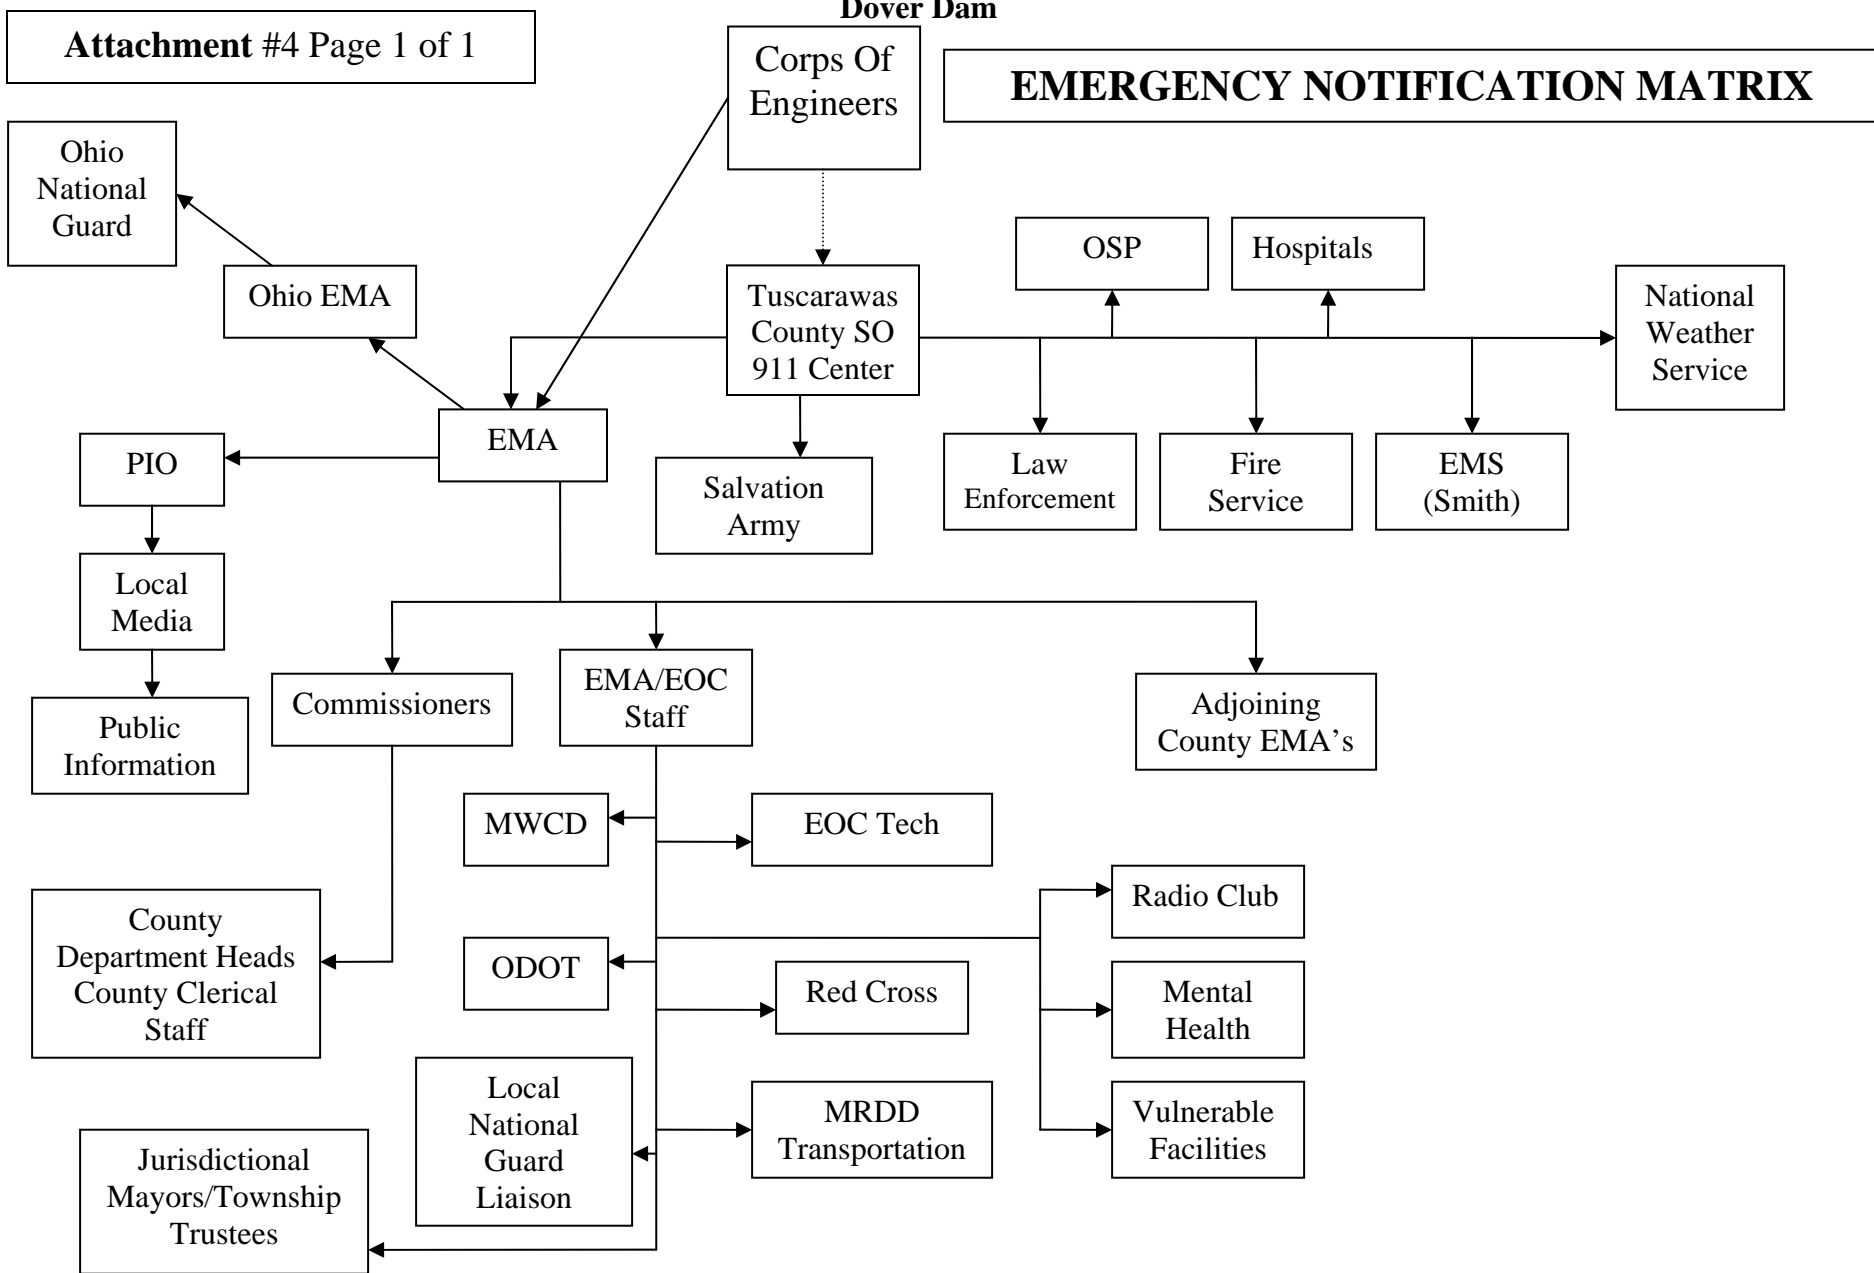 Dover Dam
Attachment #4 Page 1 of 1
Corps Of
Engineers
EMERGENCY NOTIFICATION MATRIX
Ohio
National
Guard
Ohio EMA
Tuscarawas
County SO
911 Center
OSP
Hospitals
National
Weather
Service
EMA
PIO
Salvation
Army
Law
Enforcement
Fire
Service
EMS
(Smith)
Local
Media
Public
Information
Commissioners
EMA/EOC
Staff
Adjoining
County EMA’s
MWCD
EOC Tech
County
Department Heads
County Clerical
Staff
ODOT
Red Cross
Radio Club
Mental
Health
Local
National
Guard
Liaison
MRDD
Transportation
Vulnerable
Facilities
Jurisdictional
Mayors/Township
Trustees